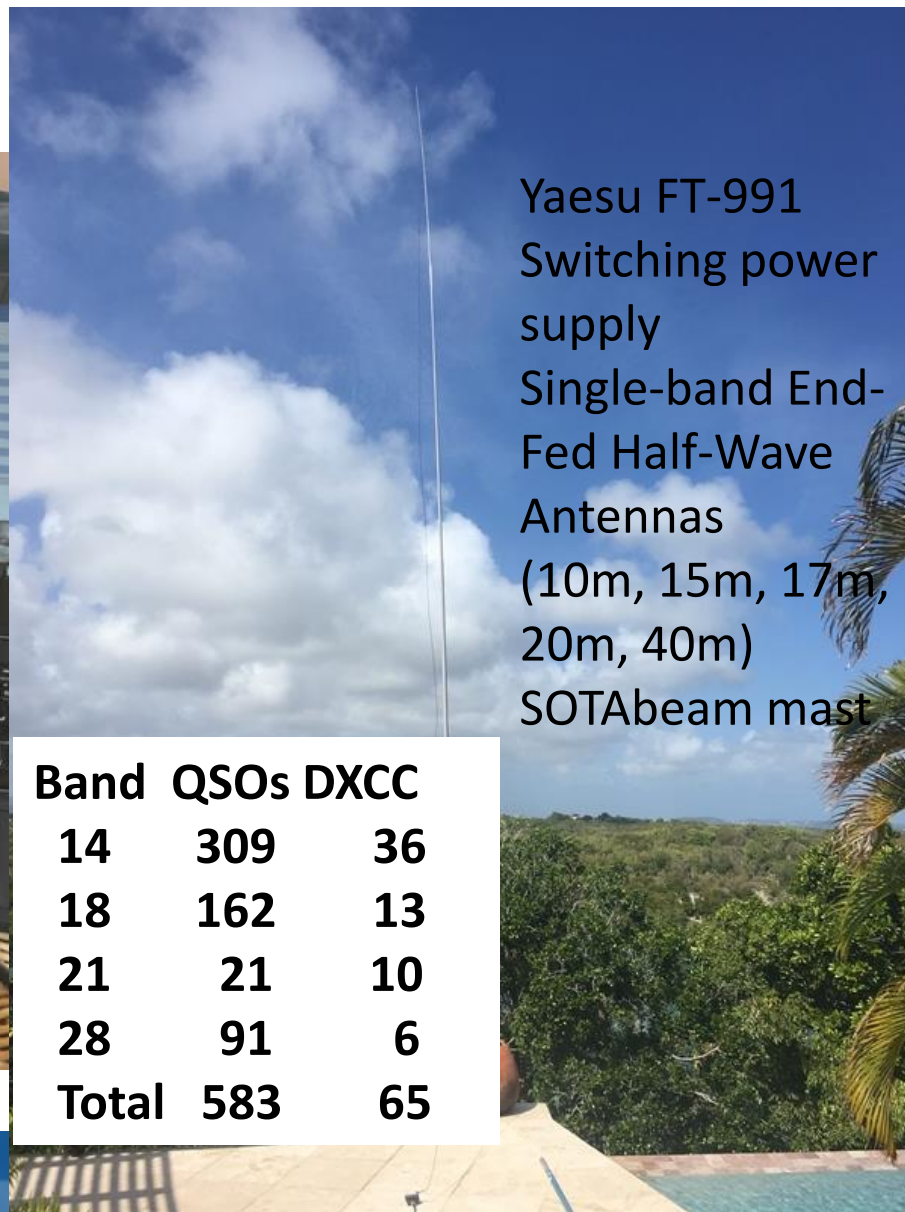 Yaesu FT-991
Switching power
supply
Single-band End-
Fed Half-Wave
Antennas
(10m, 15m, 17m,
20m, 40m)
SOTAbeam mast
Band QSOs DXCC
14 309 36
18 162 13
21 21 10
28 91 6
Total 583 65